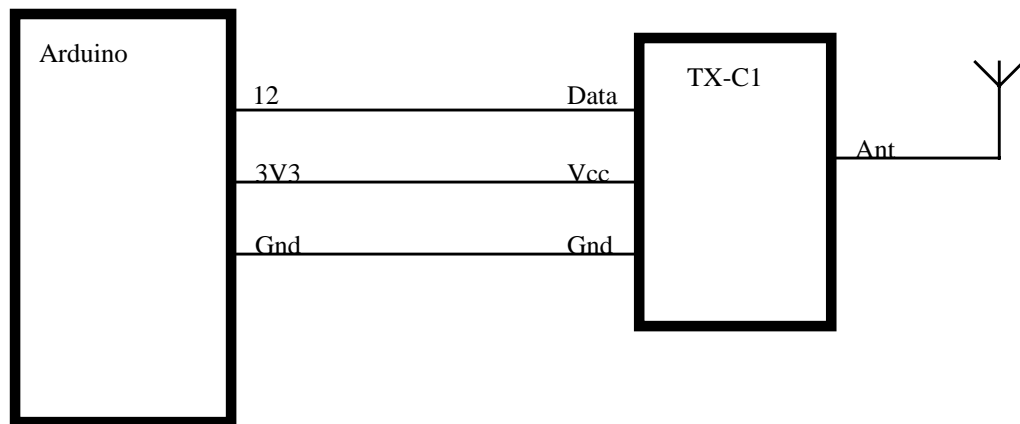 Arduino
TX-C1
12 Data
Ant
3V3 Vcc
Gnd Gnd